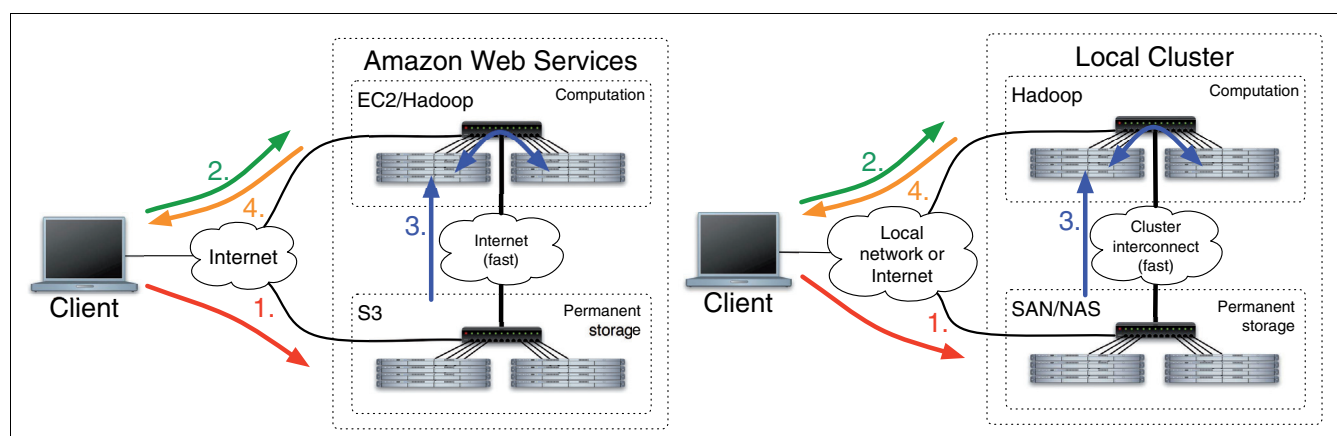 Amazon Web Services
EC2/Hadoop
Computation
2.
4.
3.
Internet
Internet
(fast)
Client
1.
S3
Permanent
storage
Local Cluster
Hadoop
Computation
2.
4.
3.
Local
network or
Internet
Cluster
interconnect
(fast)
Client
1.
SAN/NAS
Permanent
storage